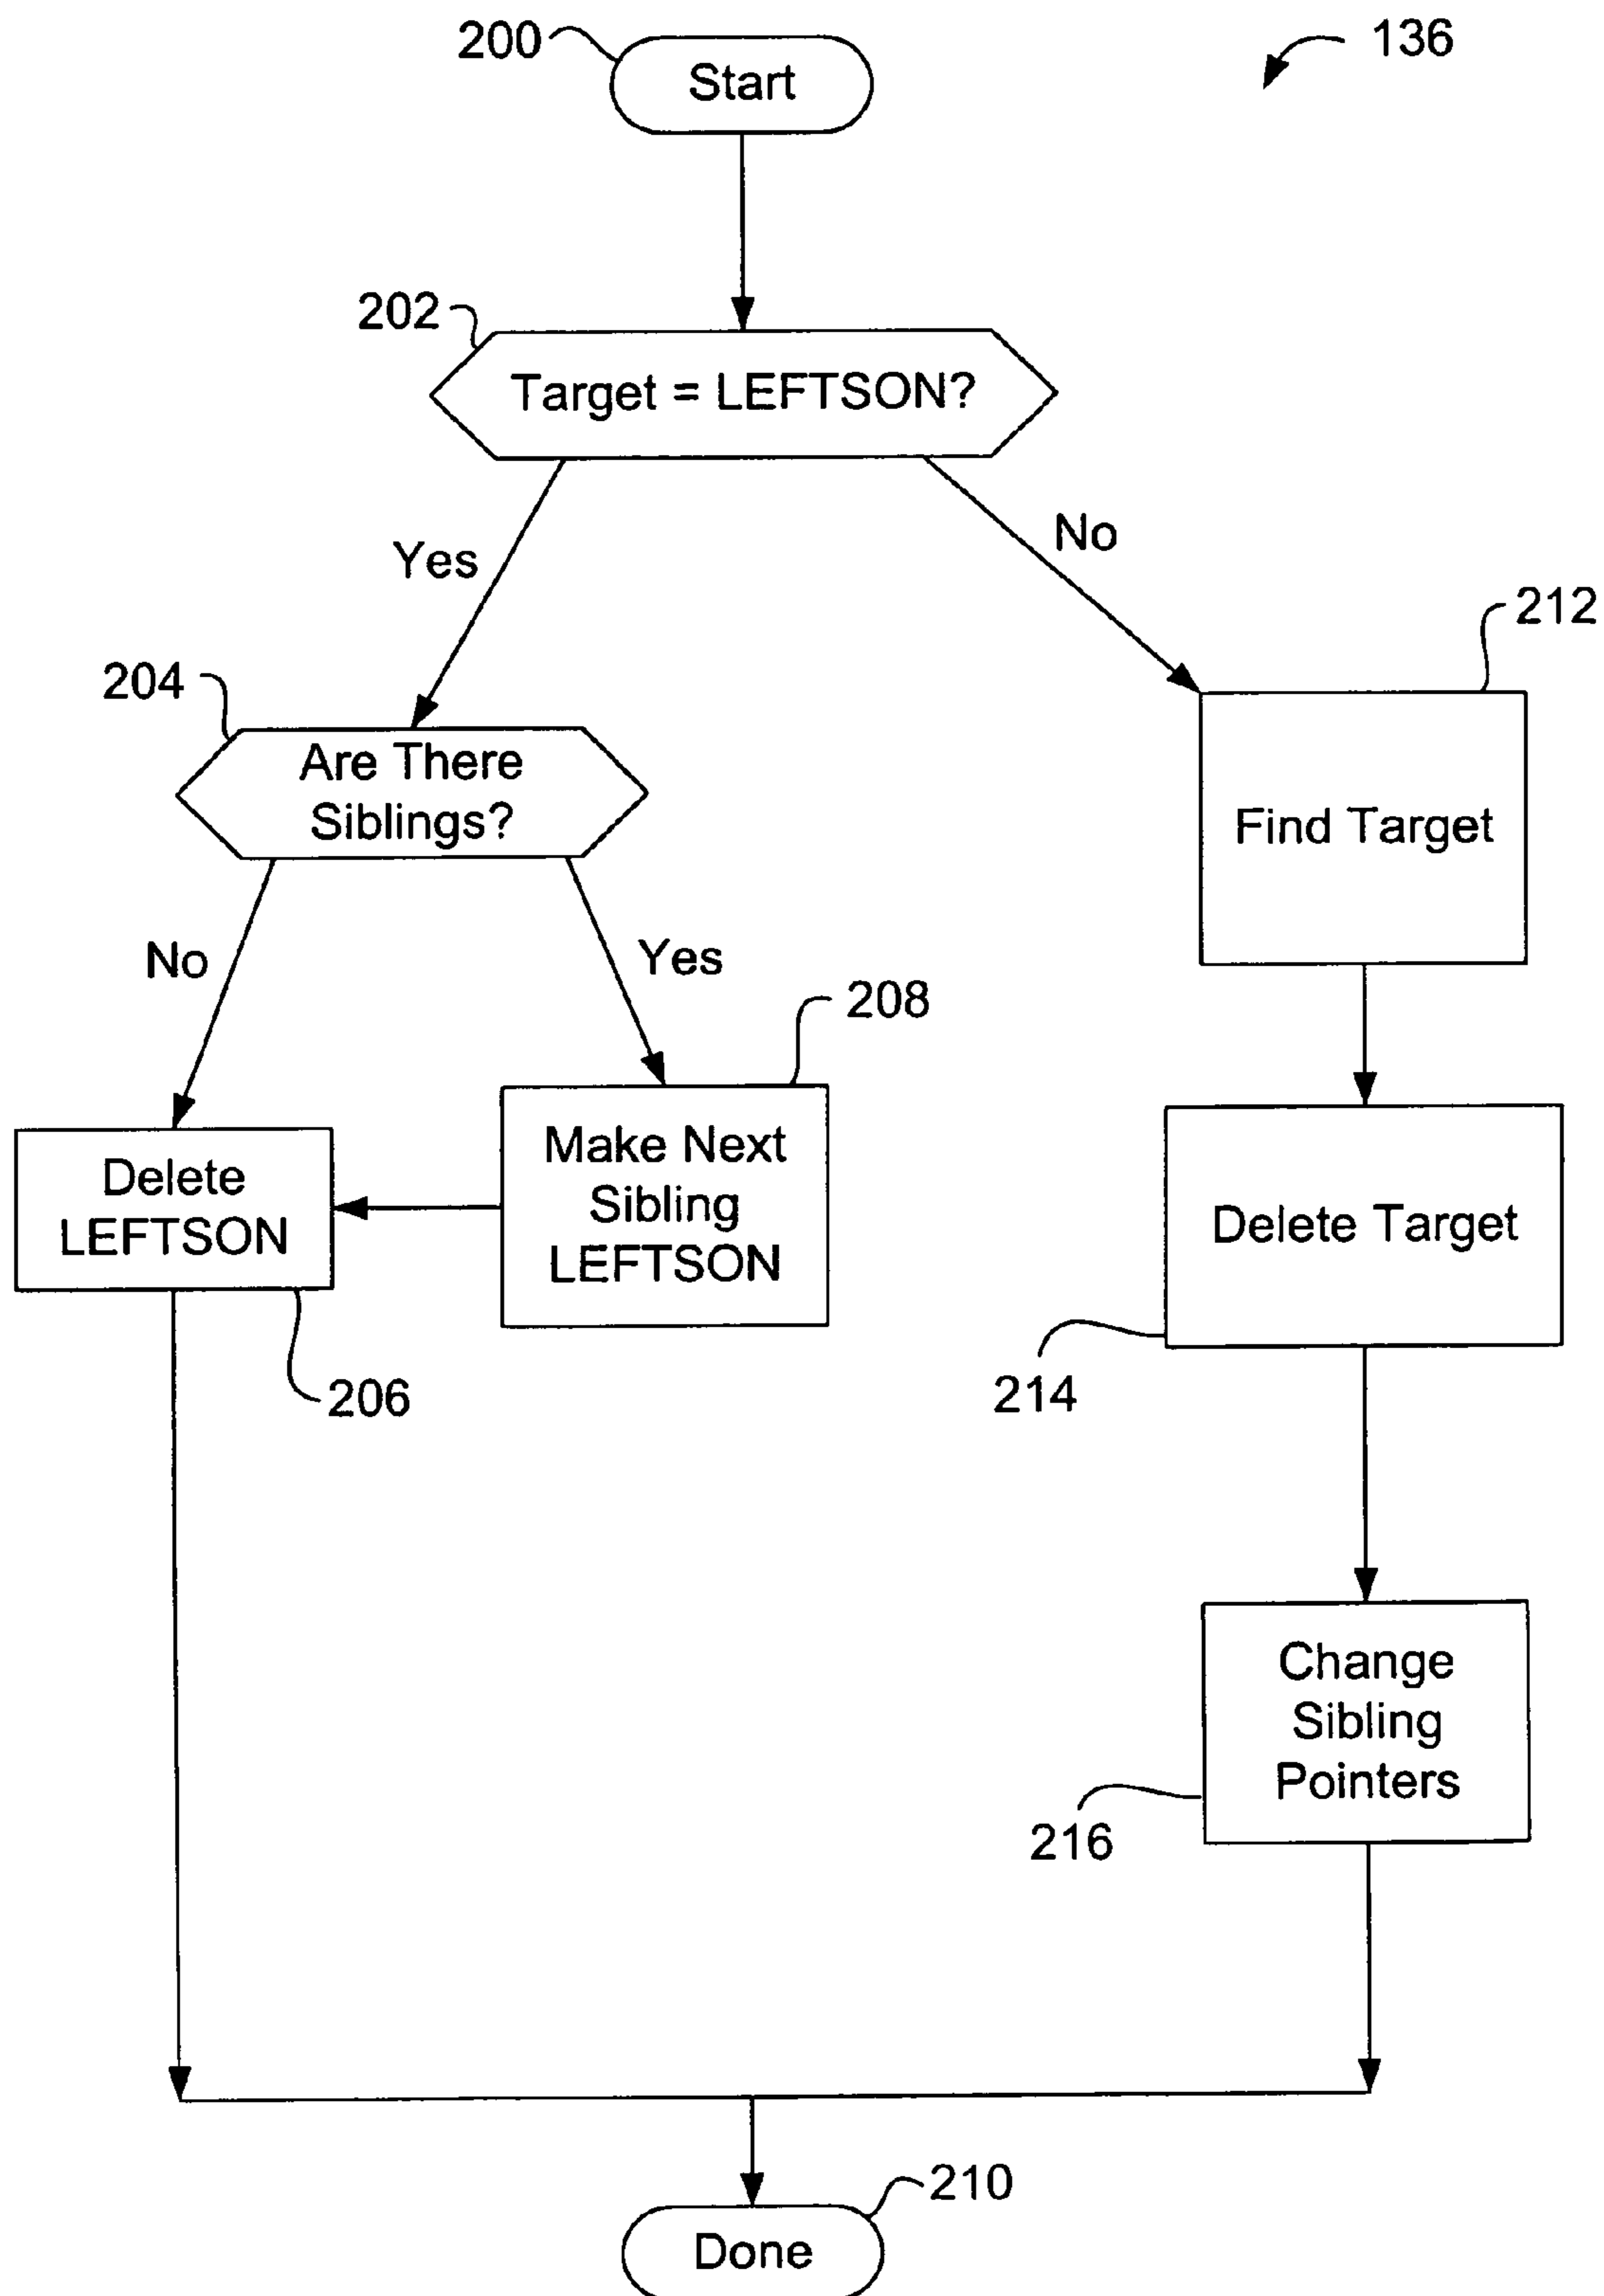 200
Start
136
202
Target = LEFTSON?
Yes
No
212
204
Are There
Siblings?
Find Target
No
Yes
208
Delete
LEFTSON
Make Next
Sibling
LEFTSON
Delete Target
206
214
Change
Sibling
Pointers
216
210
Done